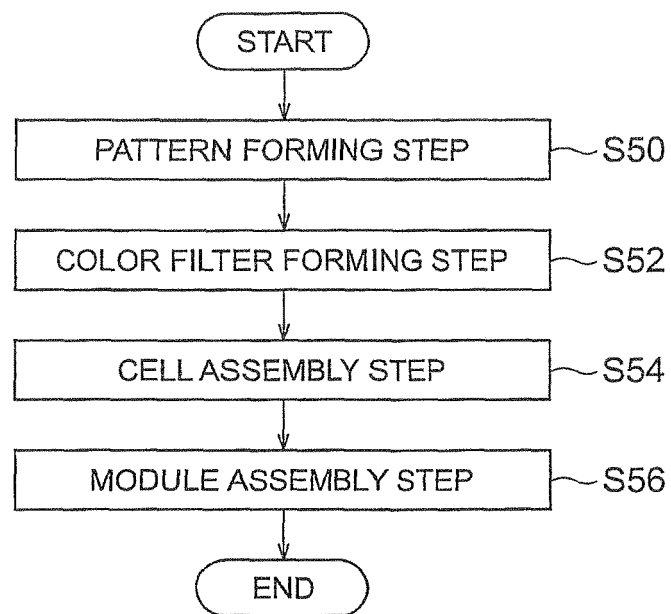 START
PATTERN FORMING STEP S50
COLOR FILTER FORMING STEP S52
CELL ASSEMBLY STEP S54
MODULE ASSEMBLY STEP S56
END